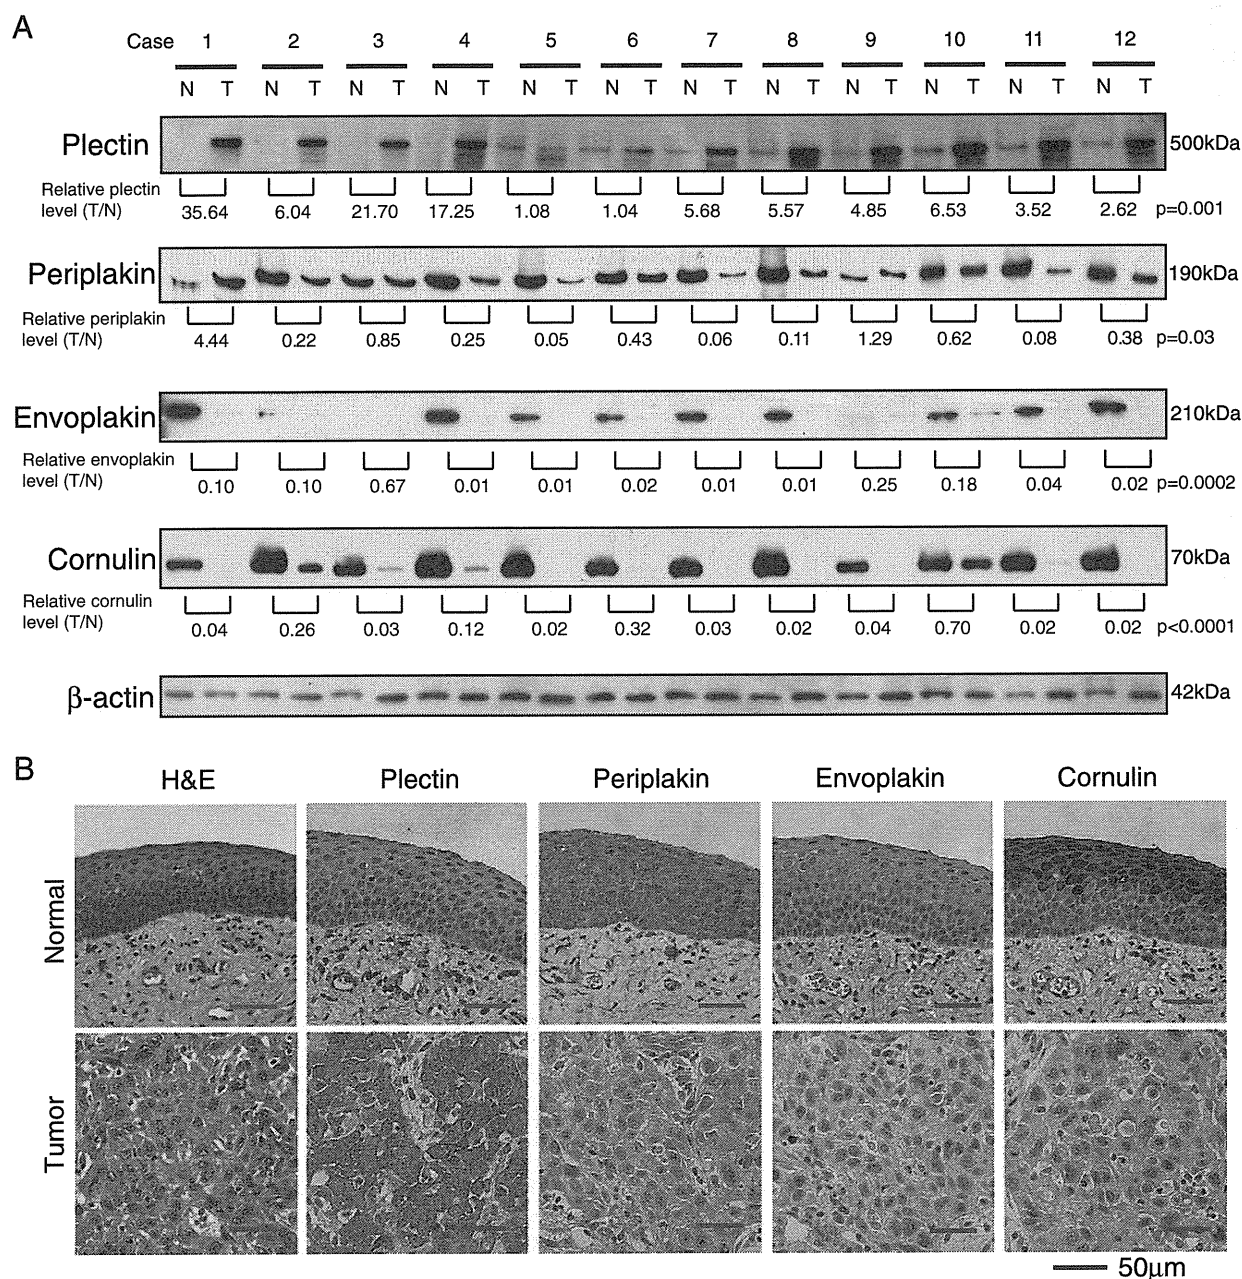 A
Case 1 2 3 4 5 6 7 8 9 10 11 12
N T N T N T N T N T N T N T N T N T N T N T N T
Plectin 500kDa
Relative plectin
level (T/N) 35.64 6.04 21.70 17.25 1.08 1.04 5.68 5.57 4.85 6.53 3.52 2.62 p=0.001
Periplakin 190kDa
Relative periplakin
level (T/N) 4.44 0.22 0.85 0.25 0.05 0.43 0.06 0.11 1.29 0.62 0.08 0.38 p=0.03
Envoplakin 210kDa
Relative envoplakin
level (T/N) 0.10 0.10 0.67 0.01 0.01 0.02 0.01 0.01 0.25 0.18 0.04 0.02 p=0.0002
Cornulin 70kDa
Relative cornulin
level (T/N) 0.04 0.26 0.03 0.12 0.02 0.32 0.03 0.02 0.04 0.70 0.02 0.02 p<0.0001
β-actin 42kDa
B
H&E Plectin Periplakin Envoplakin Cornulin
Normal
Tumor
50μm